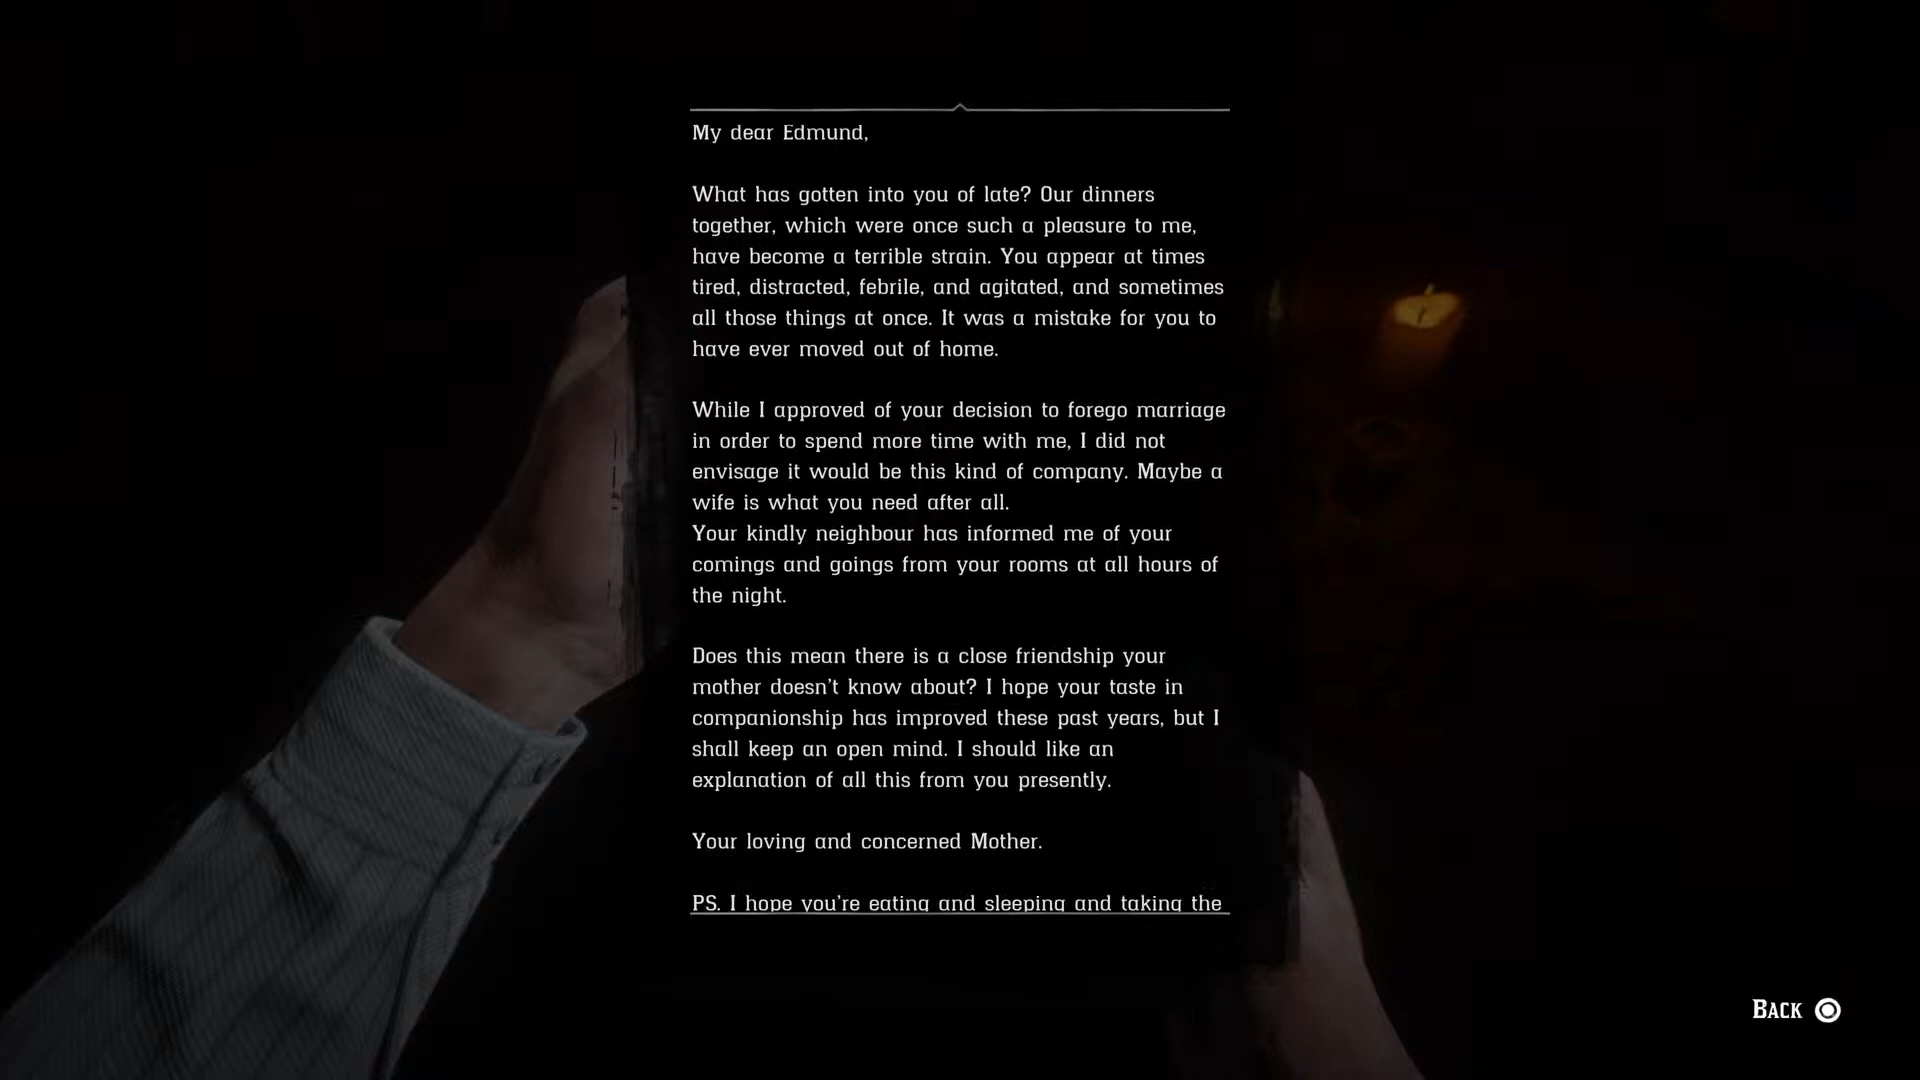 My dear Edmund,
What has gotten into you of late? Our dinners
together, which were once such a pleasure to me,
have become a terrible strain. You appear at times
tired, distracted, febrile, and agitated, and sometimes
all those things at once. It was a mistake for you to
have ever moved out of home.
While I approved of your decision to forego marriage
in order to spend more time with me, I did not
envisage it would be this kind of company. Maybe a
wife is what you need after all.
Your kindly neighbour has informed me of your
comings and goings from your rooms at all hours of
the night.
Does this mean there is a close friendship your
mother doesn't know about? I hope your taste in
companionship has improved these past years, but I
shall keep an open mind. I should like an
explanation of all this from you presently.
Your loving and concerned Mother.
PS. I hope you're eating and sleeping and taking the
Back